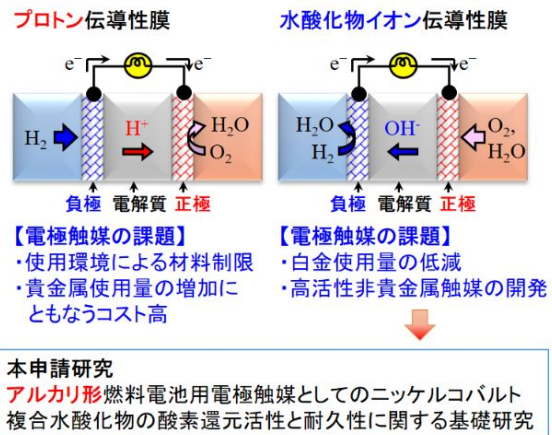 プロトン伝導性膜
e⁻
e⁻
H₂
H⁺
H₂O
O₂
負極
電解質
正極
【電極触媒の課題】
・使用環境による材料制限
・貴金属使用量の増加に
ともなうコスト高
水酸化物イオン伝導性膜
e⁻
e⁻
H₂O
H₂
OH⁻
O₂,
H₂O
負極
電解質
正極
【電極触媒の課題】
・白金使用量の低減
・高活性非貴金属触媒の開発
本申請研究
アルカリ形燃料電池用電極触媒としてのニッケルコバルト
複合水酸化物の酸素還元活性と耐久性に関する基礎研究